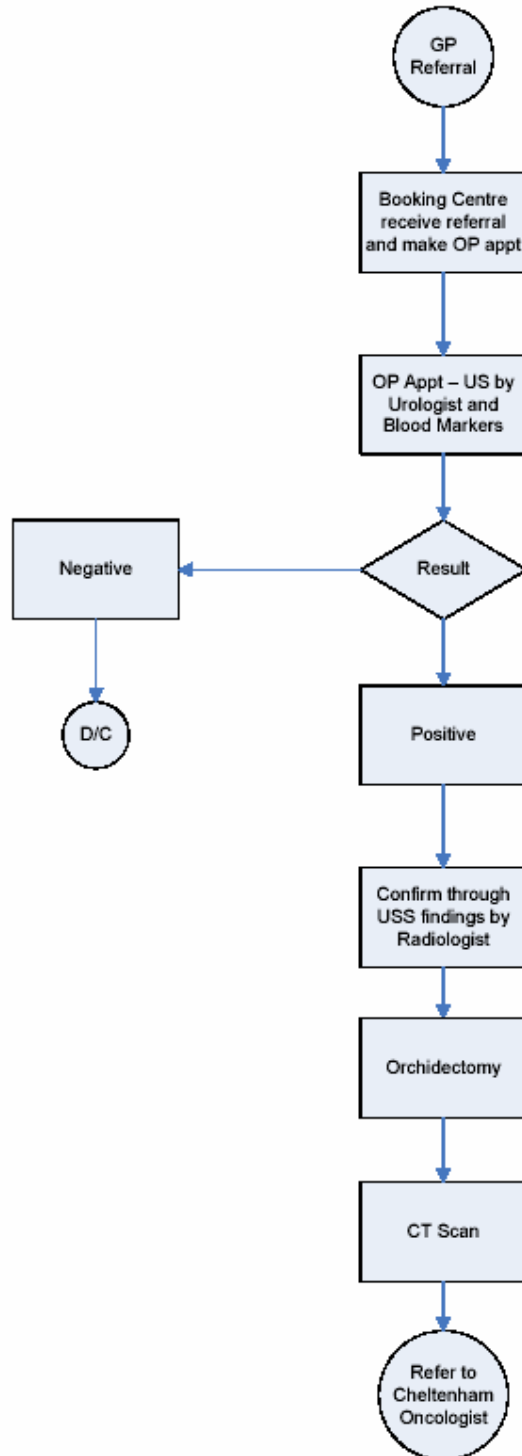 GP
Referral
Booking Centre
receive referral
and make OP appt
OP Appt – US by
Urologist and
Blood Markers
Result
Negative
D/C
Positive
Confirm through
USS findings by
Radiologist
Orchidectomy
CT Scan
Refer to
Cheltenham
Oncologist